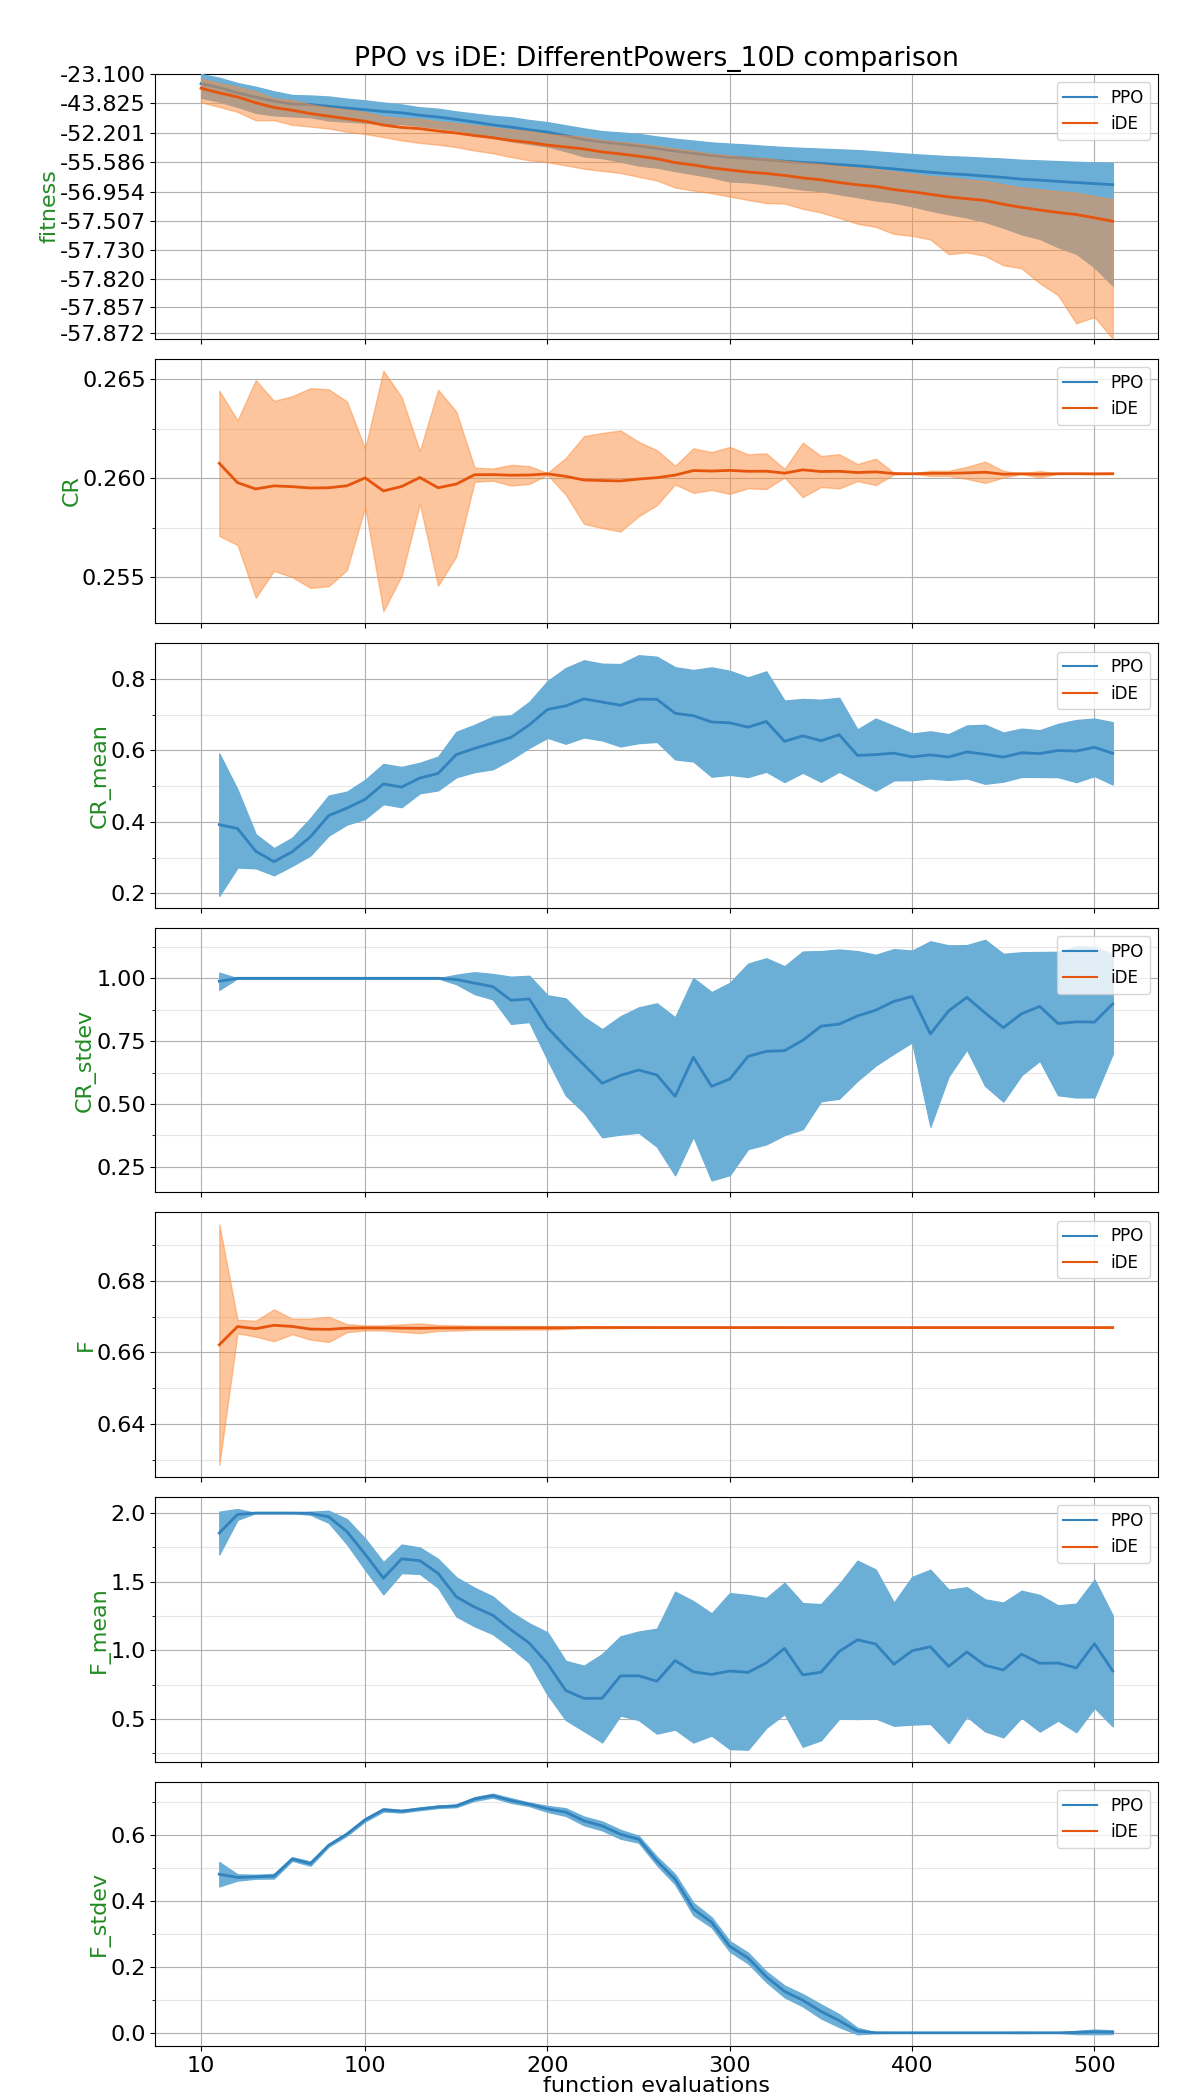 PPO vs iDE: DifferentPowers_10D comparison
-23.100
-43.825
-52.201
-55.586
-56.954
-57.507
-57.730
-57.820
-57.857
-57.872
fitness
PPO
iDE
0.265
0.260
0.255
CR
PPO
iDE
0.8
0.6
0.4
0.2
CR_mean
PPO
iDE
1.00
0.75
0.50
0.25
CR_stdev
PPO
iDE
0.68
0.66
0.64
F
PPO
iDE
2.0
1.5
1.0
0.5
F_mean
PPO
iDE
0.6
0.4
0.2
0.0
F_stdev
PPO
iDE
10 100 200 300 400 500
function evaluations